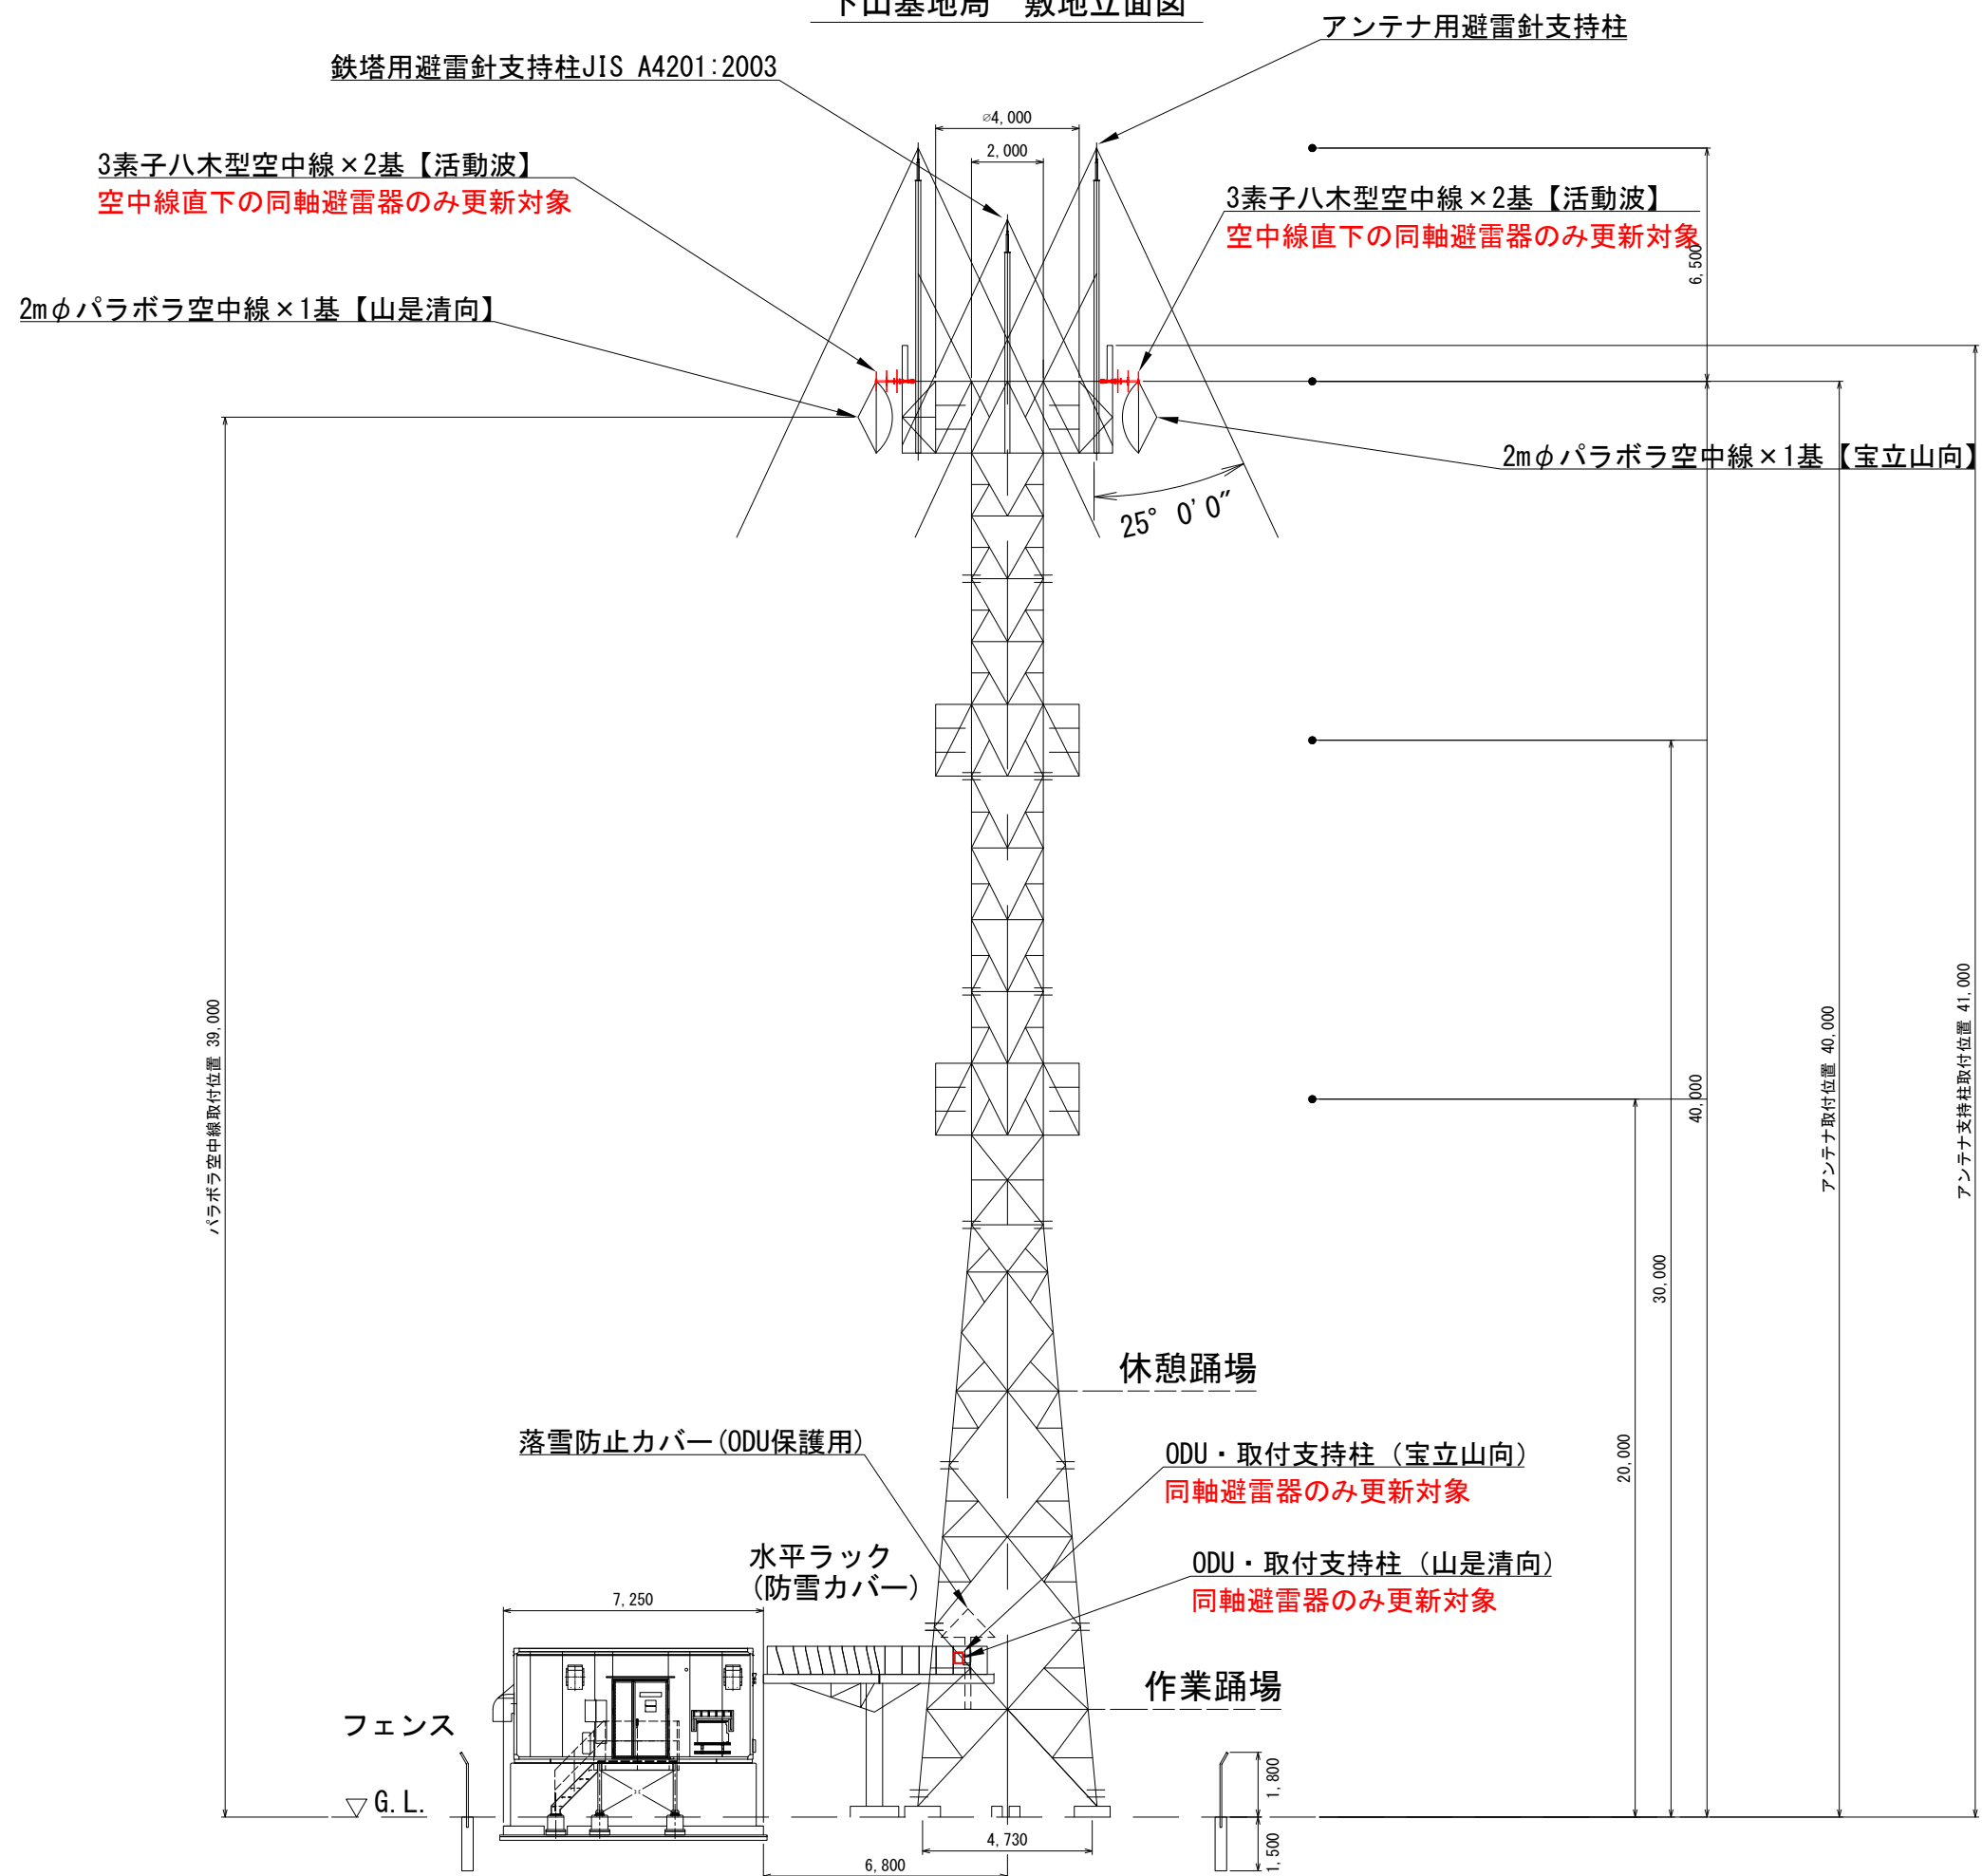 下山基地局　敷地立面図
アンテナ用避雷針支持柱
鉄塔用避雷針支持柱JIS A4201:2003
⌀4,000
2,000
3素子八木型空中線×2基【活動波】
空中線直下の同軸避雷器のみ更新対象
3素子八木型空中線×2基【活動波】
空中線直下の同軸避雷器のみ更新対象
6,500
2mφパラボラ空中線×1基【山是清向】
2mφパラボラ空中線×1基【宝立山向】
25° 0'0"
パラボラ空中線取付位置 39,000
アンテナ支持柱取付位置 41,000
アンテナ取付位置 40,000
40,000
30,000
20,000
休憩踊場
落雪防止カバー(ODU保護用)
ODU・取付支持柱（宝立山向）
同軸避雷器のみ更新対象
水平ラック
(防雪カバー)
ODU・取付支持柱（山是清向）
同軸避雷器のみ更新対象
7,250
作業踊場
フェンス
G.L.
1,800
1,500
4,730
6,800